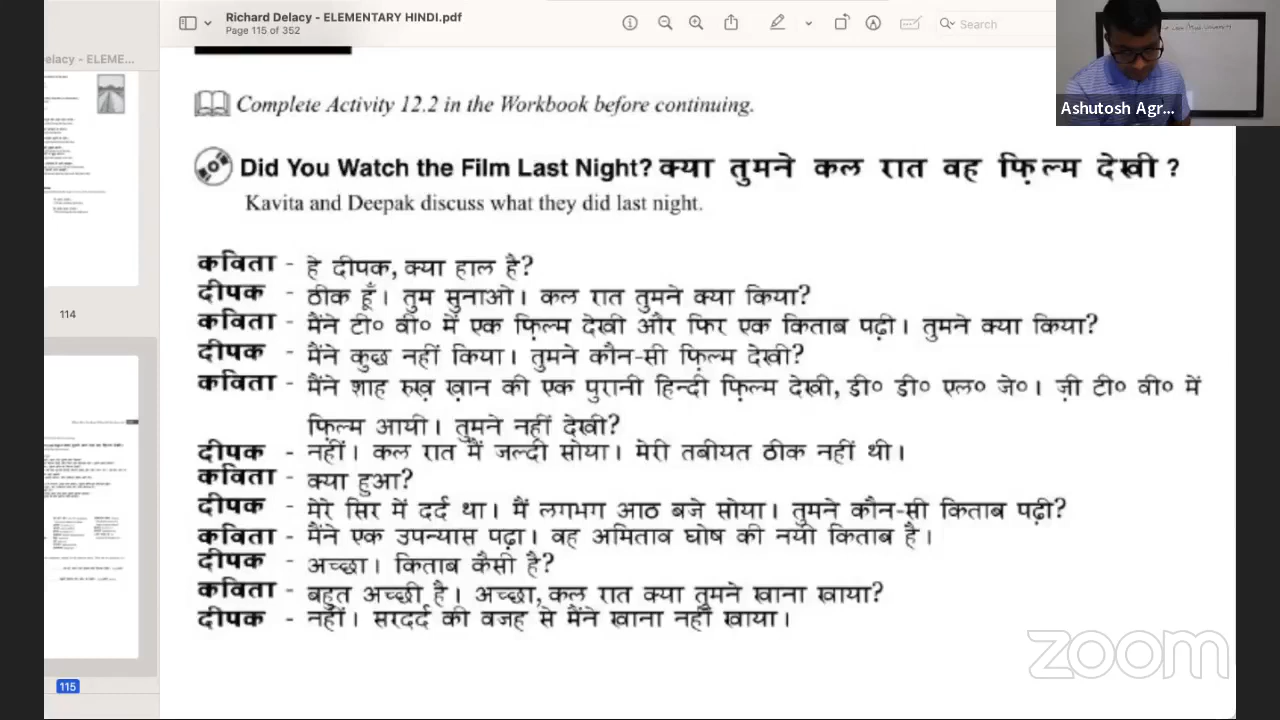 Richard Delacy - ELEMENTARY HINDI.pdf
Page 115 of 352
Search
Delacy - ELEME...
114
115
Ashutosh Agr...
Complete Activity 12.2 in the Workbook before continuing.
Did You Watch the Film Last Night? क्या तुमने कल रात वह फ़िल्म देखी ?
Kavita and Deepak discuss what they did last night.
कविता - हे दीपक, क्या हाल है?
दीपक - ठीक हूँ। तुम सुनाओ। कल रात तुमने क्या किया?
कविता - मैंने टी० वी० में एक फ़िल्म देखी और फिर एक किताब पढ़ी। तुमने क्या किया?
दीपक - मैंने कुछ नहीं किया। तुमने कौन-सी फ़िल्म देखी?
कविता - मैंने शाह रुख़ ख़ान की एक पुरानी हिन्दी फ़िल्म देखी, डी० डी० एल० जे०। ज़ी टी० वी० में
फ़िल्म आयी। तुमने नहीं देखी?
दीपक - नहीं। कल रात मैं जल्दी सोया। मेरी तबीयत ठीक नहीं थी।
कविता - क्या हुआ?
दीपक - मेरे सिर में दर्द था। मैं लगभग आठ बजे सोया। तुमने कौन-सी किताब पढ़ी?
कविता - मैंने एक उपन्यास पढ़ा। वह अमिताव घोष की नयी किताब है।
दीपक - अच्छा। किताब कैसी है?
कविता - बहुत अच्छी है। अच्छा, कल रात क्या तुमने खाना खाया?
दीपक - नहीं। सरदर्द की वजह से मैंने खाना नहीं खाया।
zoom